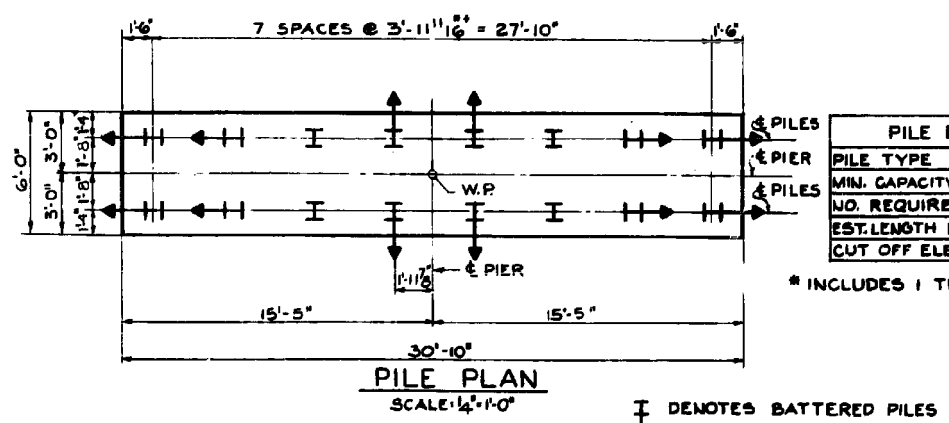 1'-6" 7 SPACES @ 3'-11 11/16"+ = 27'-10" 1'-6"
6'-0" 3'-0" 1'-4" 1'-8"
3'-0" 1'-8" 1'-4"
℄ PILES
℄ PIER
℄ PILES
W.P.
1'-11 7/8" ℄ PIER
15'-5" 15'-5"
30'-10"
PILE PLAN
SCALE: 1/4"=1'-0"
PILE
PILE TYPE
MIN. CAPACITY
NO. REQUIRE
EST. LENGTH
CUT OFF ELE
* INCLUDES 1 T
DENOTES BATTERED PILES